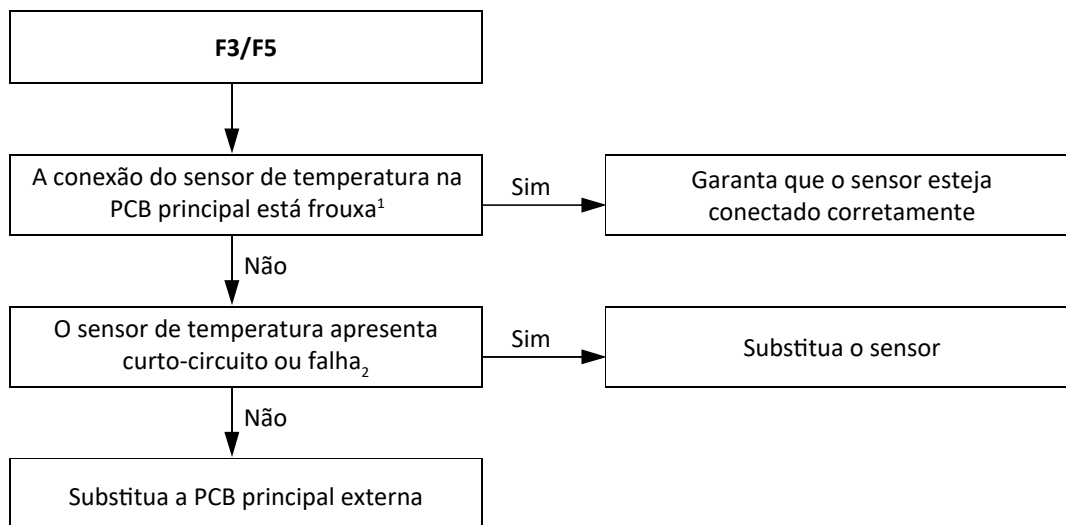 F3/F5
A conexão do sensor de temperatura na
PCB principal está frouxa¹
Sim
Garanta que o sensor esteja
conectado corretamente
Não
O sensor de temperatura apresenta
curto-circuito ou falha₂
Sim
Substitua o sensor
Não
Substitua a PCB principal externa